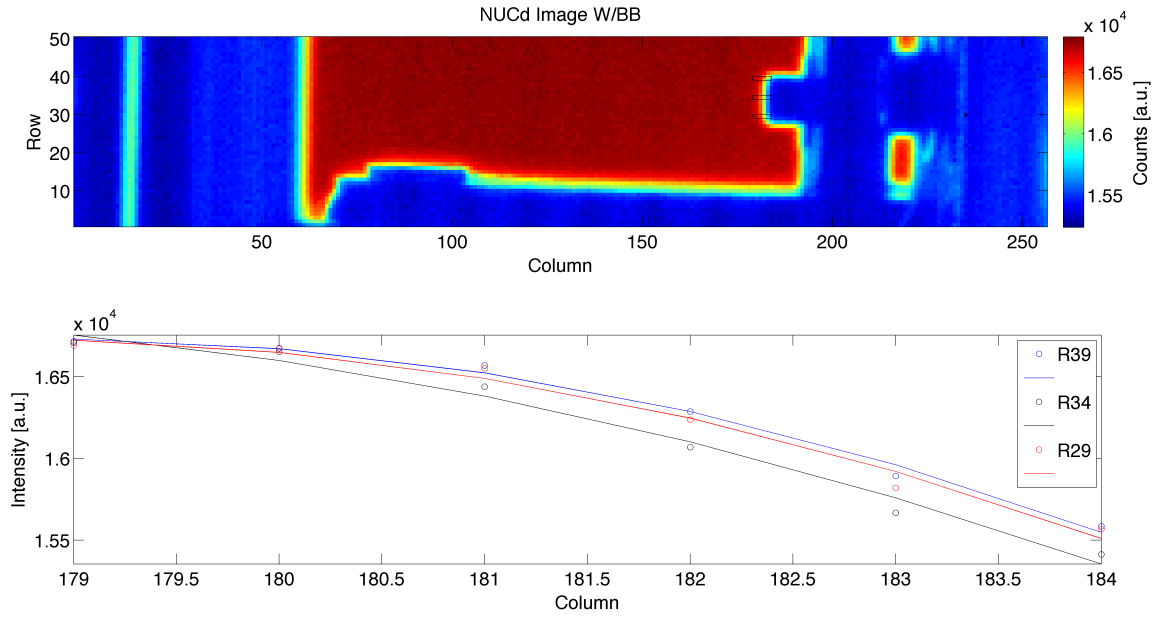 NUCd Image W/BB
x 10^4
50
40
30
20
10
Row
50
100
150
200
250
Column
1.65
1.6
1.55
Counts [a.u.]
x 10^4
1.65
1.6
1.55
Intensity [a.u.]
R39
R34
R29
179
179.5
180
180.5
181
181.5
182
182.5
183
183.5
184
Column